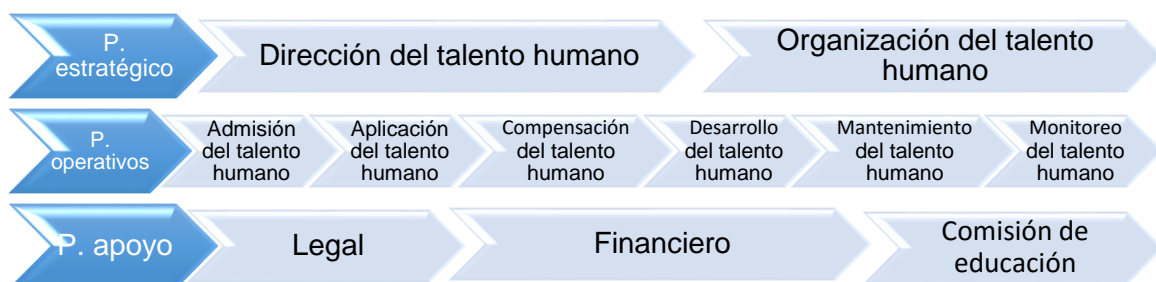 P.
estratégico
Dirección del talento humano
Organización del talento
humano
P.
operativos
Admisión
del talento
humano
Aplicación
del talento
humano
Compensación
del talento
humano
Desarrollo
del talento
humano
Mantenimiento
del talento
humano
Monitoreo
del talento
humano
P. apoyo
Legal
Financiero
Comisión de
educación